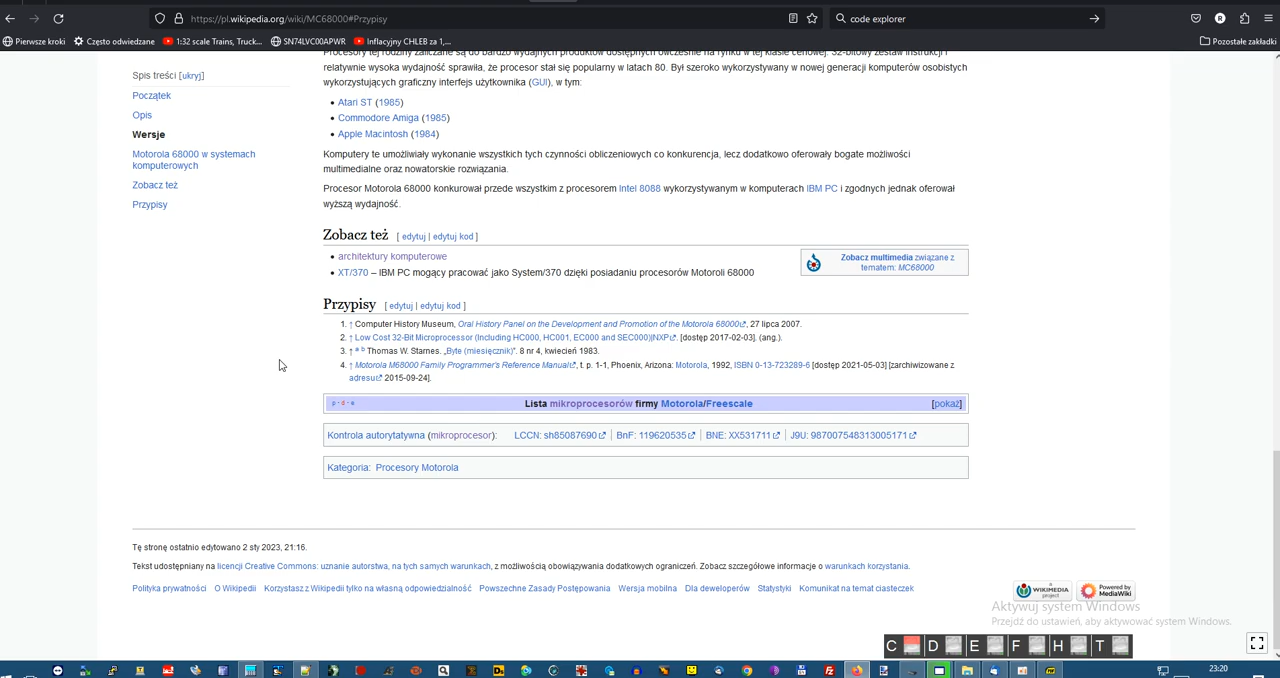 https://pl.wikipedia.org/wiki/MC68000#Przypisy
code explorer
Pierwsze kroki
Często odwiedzane
1:32 scale Trains, Truck...
SN74LVC00APWR
Inflacyjny CHLEB za 1,...
Pozostałe zakładki
Procesory tej rodziny zaliczane są do bardzo wydajnych produktów dostępnych ówcześnie na rynku w tej klasie cenowej. 32-bitowy zestaw instrukcji i
relatywnie wysoka wydajność sprawiła, że procesor stał się popularny w latach 80. Był szeroko wykorzystywany w nowej generacji komputerów osobistych
wykorzystujących graficzny interfejs użytkownika (GUI), w tym:
Atari ST (1985)
Commodore Amiga (1985)
Apple Macintosh (1984)
Komputery te umożliwiały wykonanie wszystkich tych czynności obliczeniowych co konkurencja, lecz dodatkowo oferowały bogate możliwości
multimedialne oraz nowatorskie rozwiązania.
Procesor Motorola 68000 konkurował przede wszystkim z procesorem Intel 8088 wykorzystywanym w komputerach IBM PC i zgodnych jednak oferował
wyższą wydajność.
Spis treści [ukryj]
Początek
Opis
Wersje
Motorola 68000 w systemach
komputerowych
Zobacz też
Przypisy
Zobacz też [ edytuj | edytuj kod ]
architektury komputerowe
XT/370 – IBM PC mogący pracować jako System/370 dzięki posiadaniu procesorów Motoroli 68000
Zobacz multimedia związane z
tematem: MC68000
Przypisy [ edytuj | edytuj kod ]
1. ↑ Computer History Museum, Oral History Panel on the Development and Promotion of the Motorola 68000, 27 lipca 2007.
2. ↑ Low Cost 32-Bit Microprocessor (Including HC000, HC001, EC000 and SEC000)|NXP. [dostęp 2017-02-03]. (ang.).
3. ↑ a b Thomas W. Starnes. „Byte (miesięcznik)”. 8 nr 4, kwiecień 1983.
4. ↑ Motorola M68000 Family Programmer's Reference Manual, t. p. 1-1, Phoenix, Arizona: Motorola, 1992, ISBN 0-13-723289-6 [dostęp 2021-05-03] [zarchiwizowane z
adresu 2015-09-24].
p · d · e
Lista mikroprocesorów firmy Motorola/Freescale
[pokaż]
Kontrola autorytatywna (mikroprocesor): LCCN: sh85087690 | BnF: 119620535 | BNE: XX531711 | J9U: 987007548313005171
Kategoria: Procesory Motorola
Tę stronę ostatnio edytowano 2 sty 2023, 21:16.
Tekst udostępniany na licencji Creative Commons: uznanie autorstwa, na tych samych warunkach, z możliwością obowiązywania dodatkowych ograniczeń. Zobacz szczegółowe informacje o warunkach korzystania.
Polityka prywatności O Wikipedii Korzystasz z Wikipedii tylko na własną odpowiedzialność Powszechne Zasady Postępowania Wersja mobilna Dla deweloperów Statystyki Komunikat na temat ciasteczek
WIKIMEDIA
project
Powered by
MediaWiki
Aktywuj system Windows
Przejdź do ustawień, aby aktywować system Windows.
C D E F H T
23:20